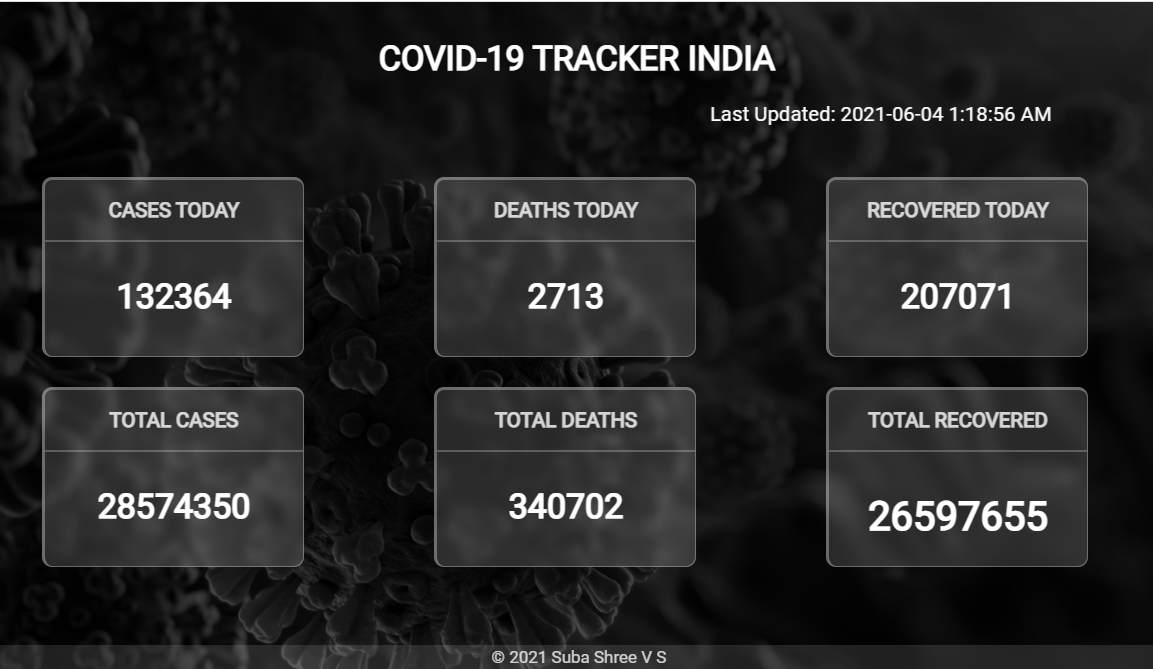 COVID-19 TRACKER INDIA
Last Updated: 2021-06-04 1:18:56 AM
CASES TODAY
132364
DEATHS TODAY
2713
RECOVERED TODAY
207071
TOTAL CASES
28574350
TOTAL DEATHS
340702
TOTAL RECOVERED
26597655
© 2021 Suba Shree V S